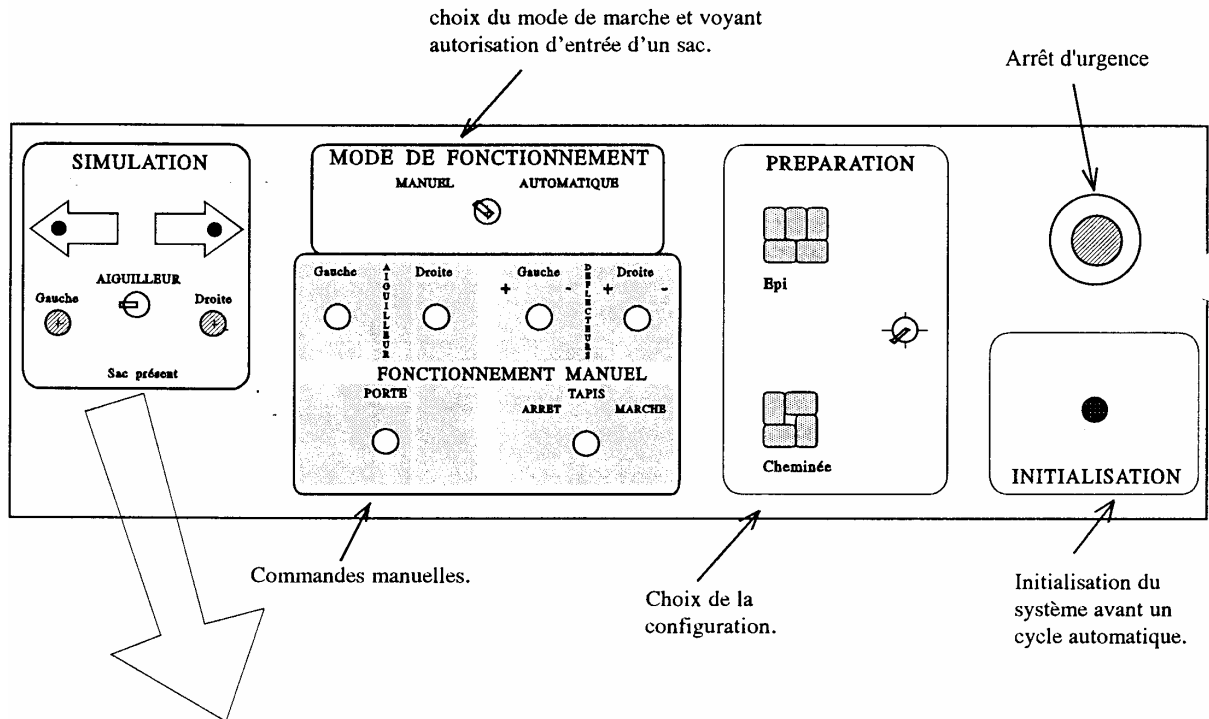 choix du mode de marche et voyant
autorisation d'entrée d'un sac.
Arrêt d'urgence
SIMULATION
AIGUILLEUR
Gauche
Droite
Sac présent
MODE DE FONCTIONNEMENT
MANUEL
AUTOMATIQUE
Gauche
AIGUILLEUR
Droite
Gauche
+ -
DEFLECTEURS
Droite
+ -
FONCTIONNEMENT MANUEL
PORTE
TAPIS
ARRET
MARCHE
PREPARATION
Epi
Cheminée
INITIALISATION
Commandes manuelles.
Choix de la
configuration.
Initialisation du
système avant un
cycle automatique.